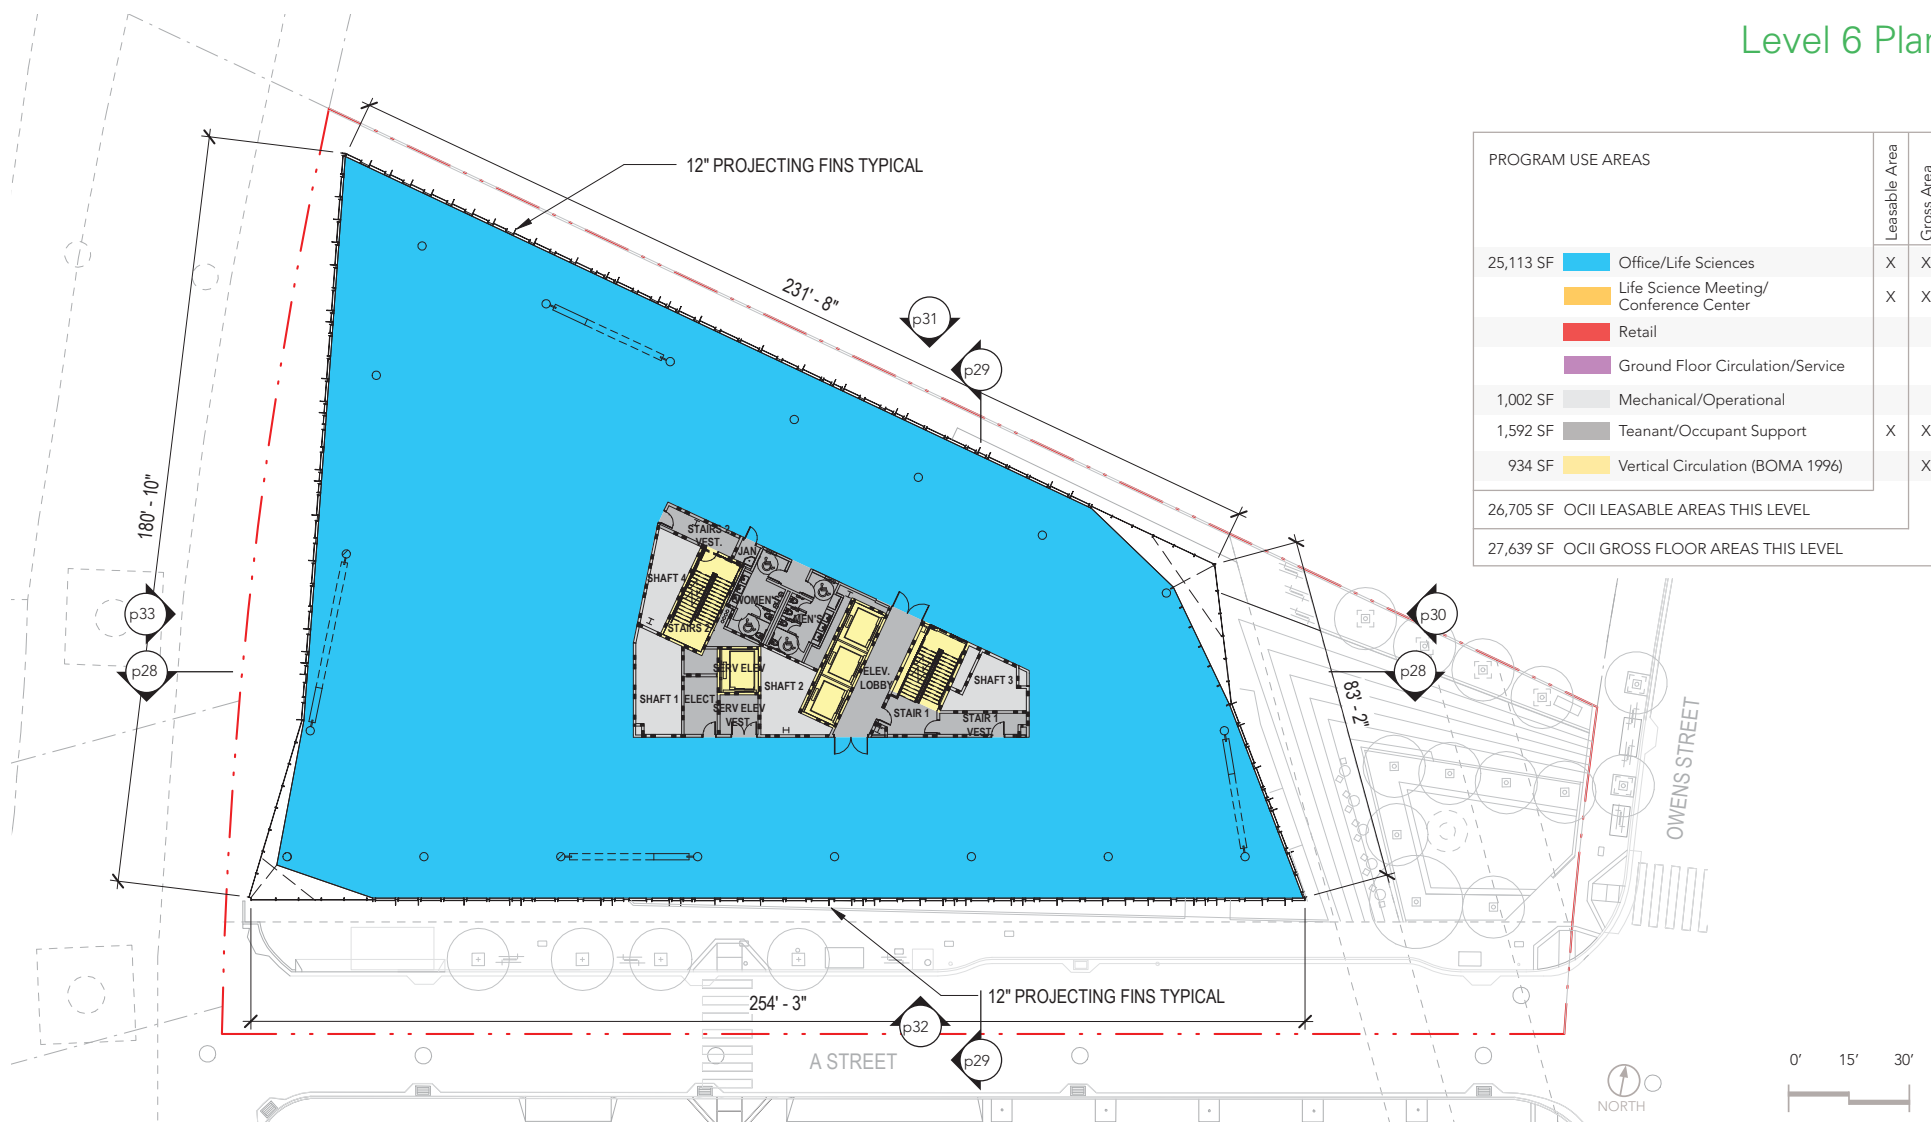 Level 6 Plan
PROGRAM USE AREAS
Leasable Area
Gross Area
25,113 SF Office/Life Sciences X X
Life Science Meeting/
Conference Center X X
Retail
Ground Floor Circulation/Service
1,002 SF Mechanical/Operational
1,592 SF Teanant/Occupant Support X X
934 SF Vertical Circulation (BOMA 1996) X
26,705 SF OCII LEASABLE AREAS THIS LEVEL
27,639 SF OCII GROSS FLOOR AREAS THIS LEVEL
12" PROJECTING FINS TYPICAL
231' - 8"
p31
p29
180' - 10"
p33
p28
p30
p28
83' - 2"
STAIRS 2
VEST.
JAN
SHAFT 4
WOMEN'S
MEN'S
STAIRS 2
SERV ELEV
SHAFT 1
ELECT
SERV ELEV
VEST
SHAFT 2
ELEV.
LOBBY
SHAFT 3
STAIR 1
STAIR 1
VEST
OWENS STREET
12" PROJECTING FINS TYPICAL
254' - 3"
p32
p29
A STREET
NORTH
0' 15' 30'